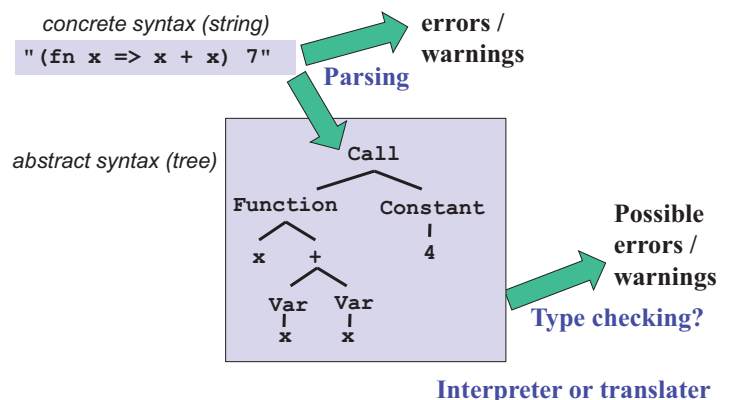 concrete syntax (string)
"(fn x => x + x) 7"
errors /
warnings
Parsing
abstract syntax (tree)
Call
Function Constant
x + 4
Var Var
x x
Possible
errors /
warnings
Type checking?
Interpreter or translater